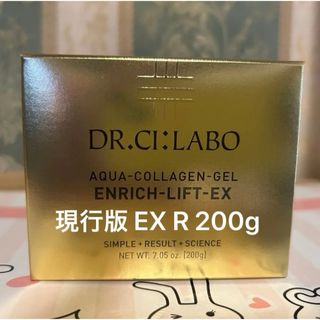 DR.CI:LABO
AQUA-COLLAGEN-GEL
ENRICH-LIFT-EX
現行版 EX R 200g
SIMPLE + RESULT + SCIENCE
NET WT. 7.05 oz. [200g]